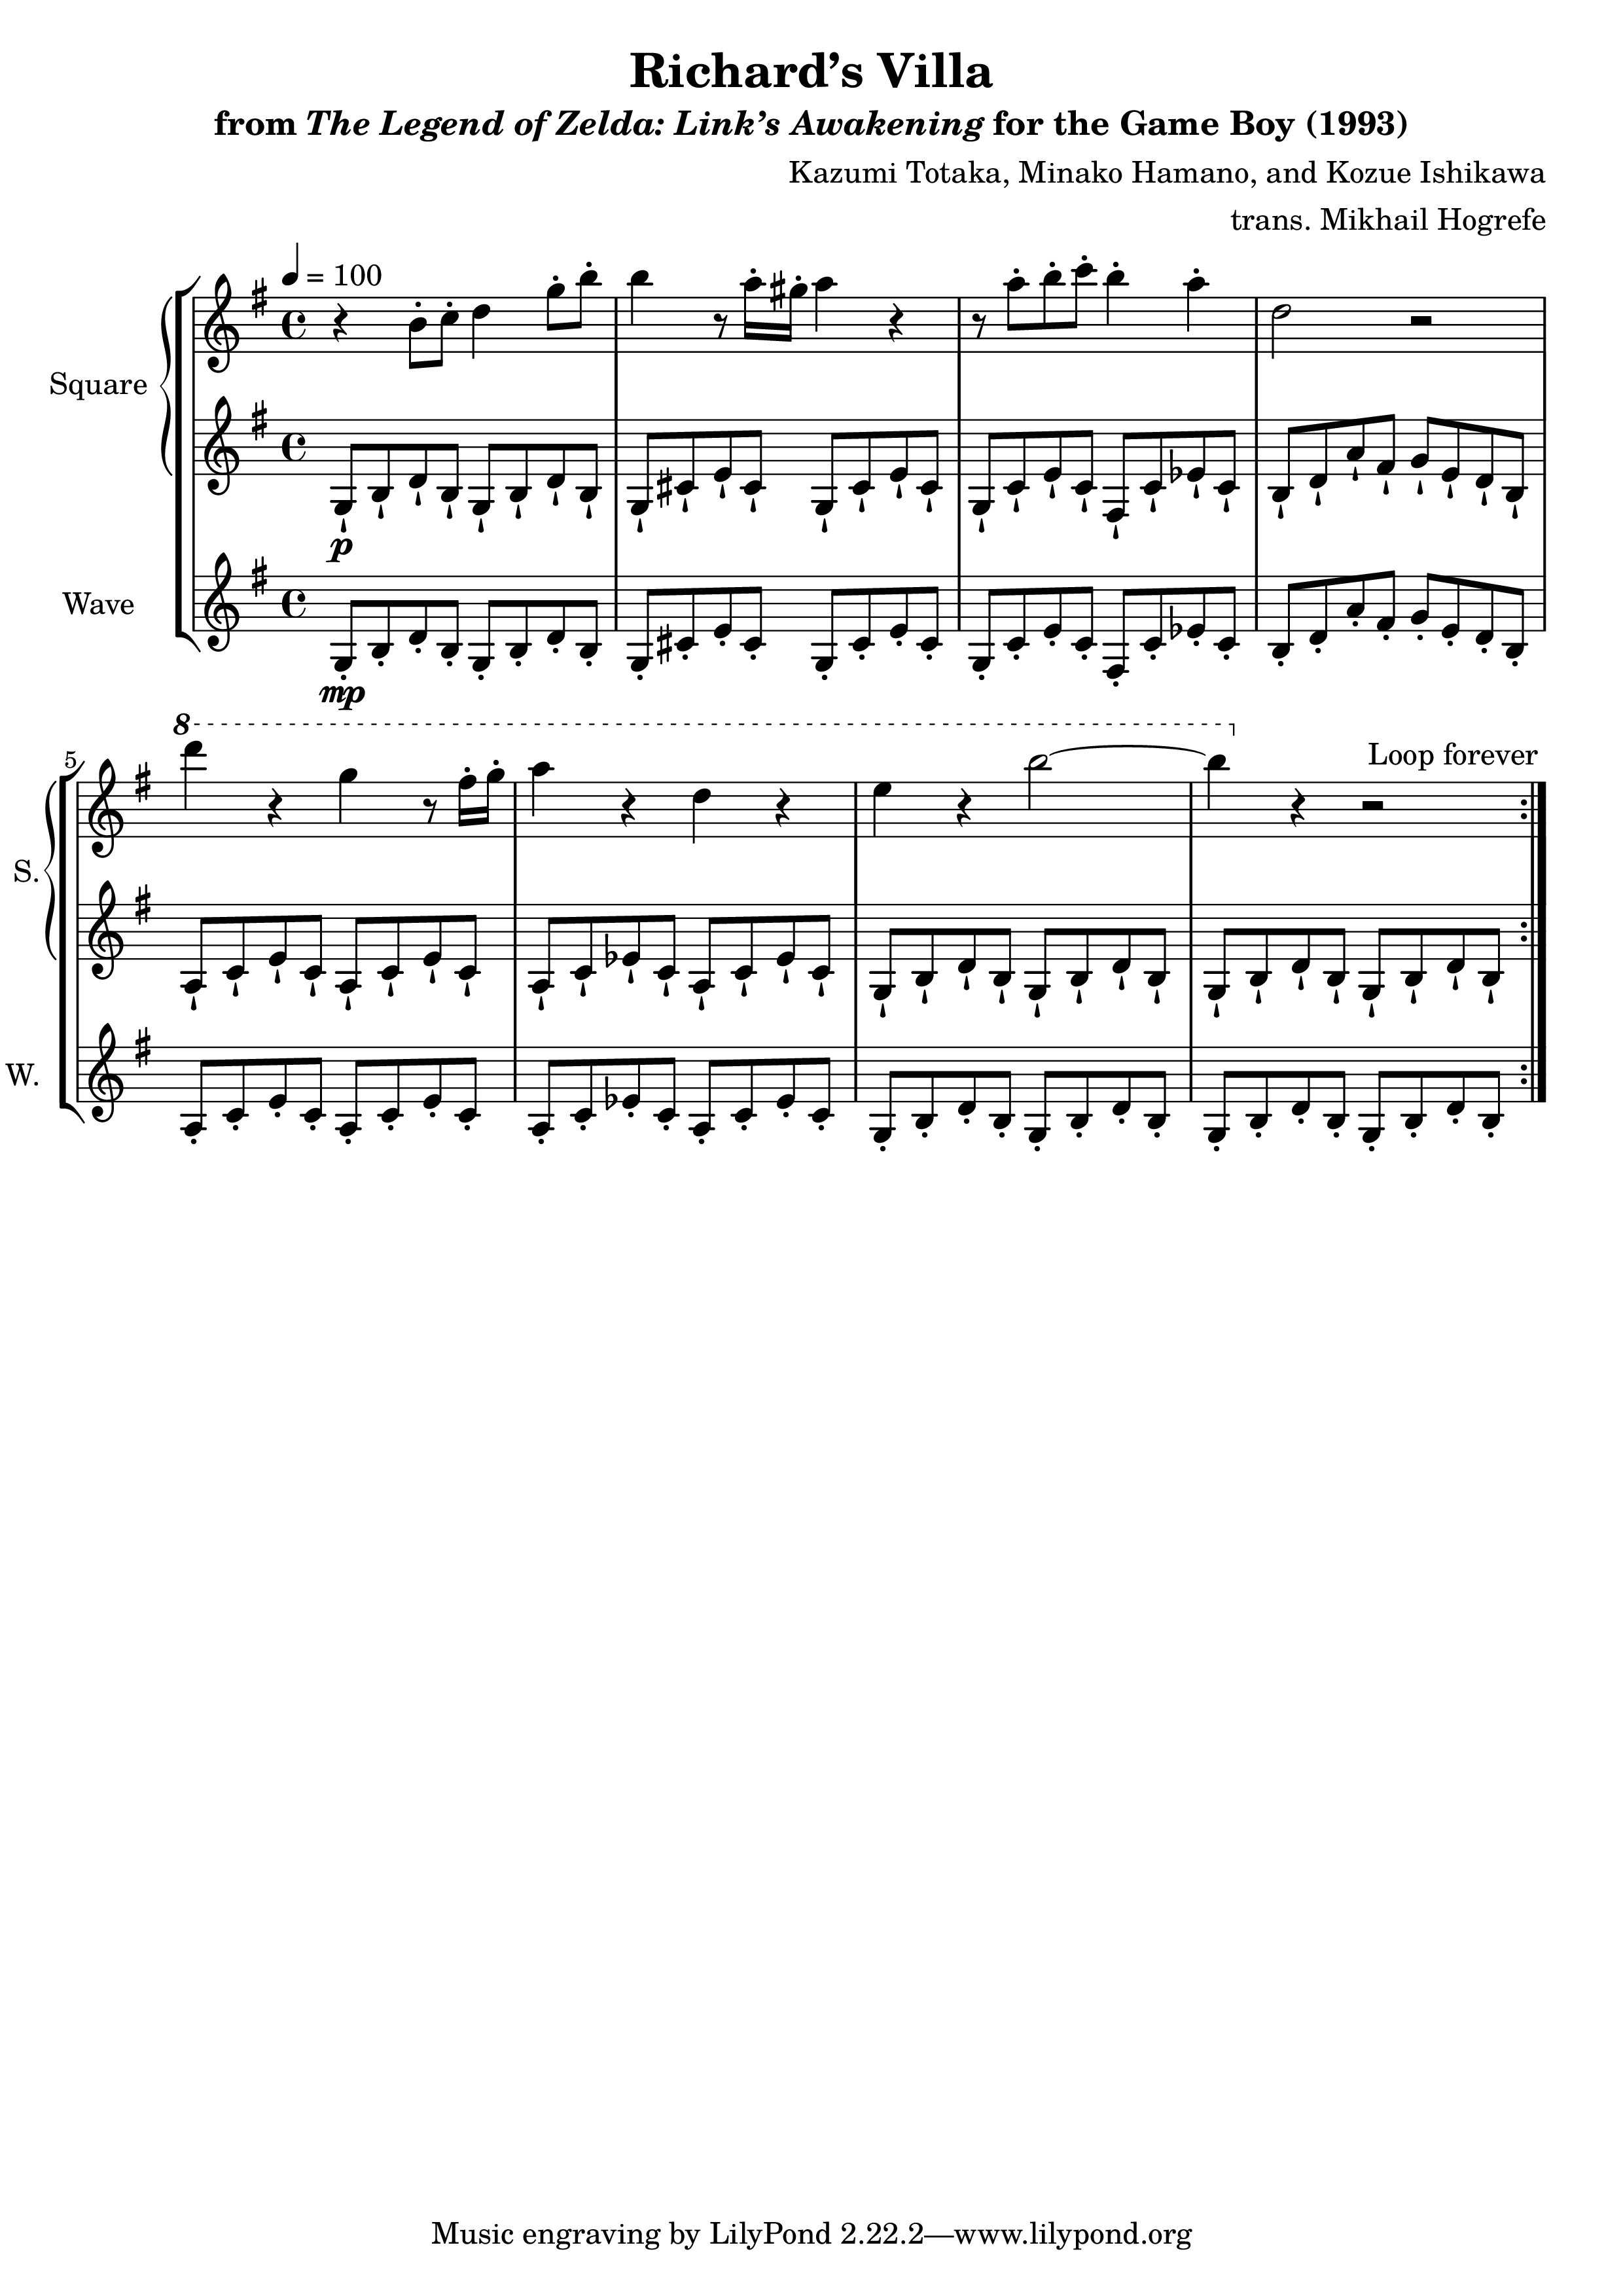 Richard’s Villa
from The Legend of Zelda: Link’s Awakening for the Game Boy (1993)
Kazumi Totaka, Minako Hamano, and Kozue Ishikawa
trans. Mikhail Hogrefe
= 100
Square
p
Wave
mp
8
5
Loop forever
S.
W.
Music engraving by LilyPond 2.22.2—www.lilypond.org